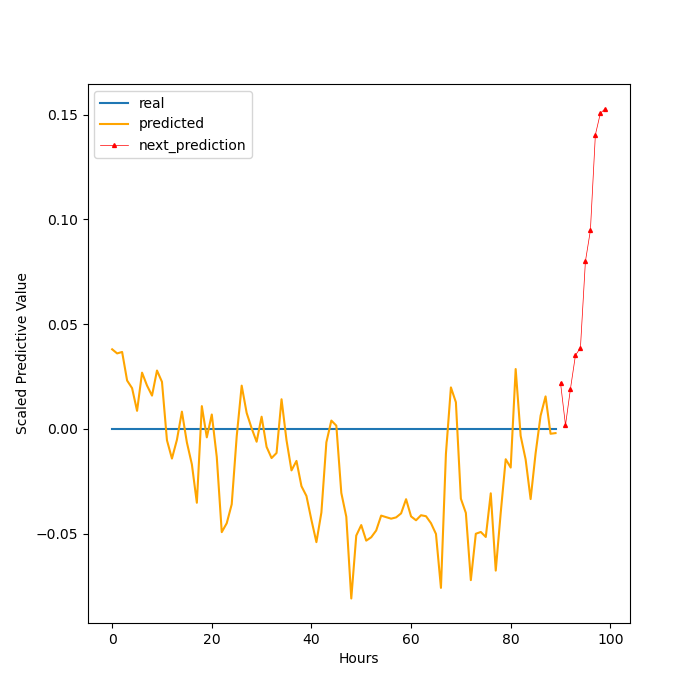 real
predicted
next_prediction
0.15
0.10
0.05
0.00
−0.05
Scaled Predictive Value
0 20 40 60 80 100
Hours